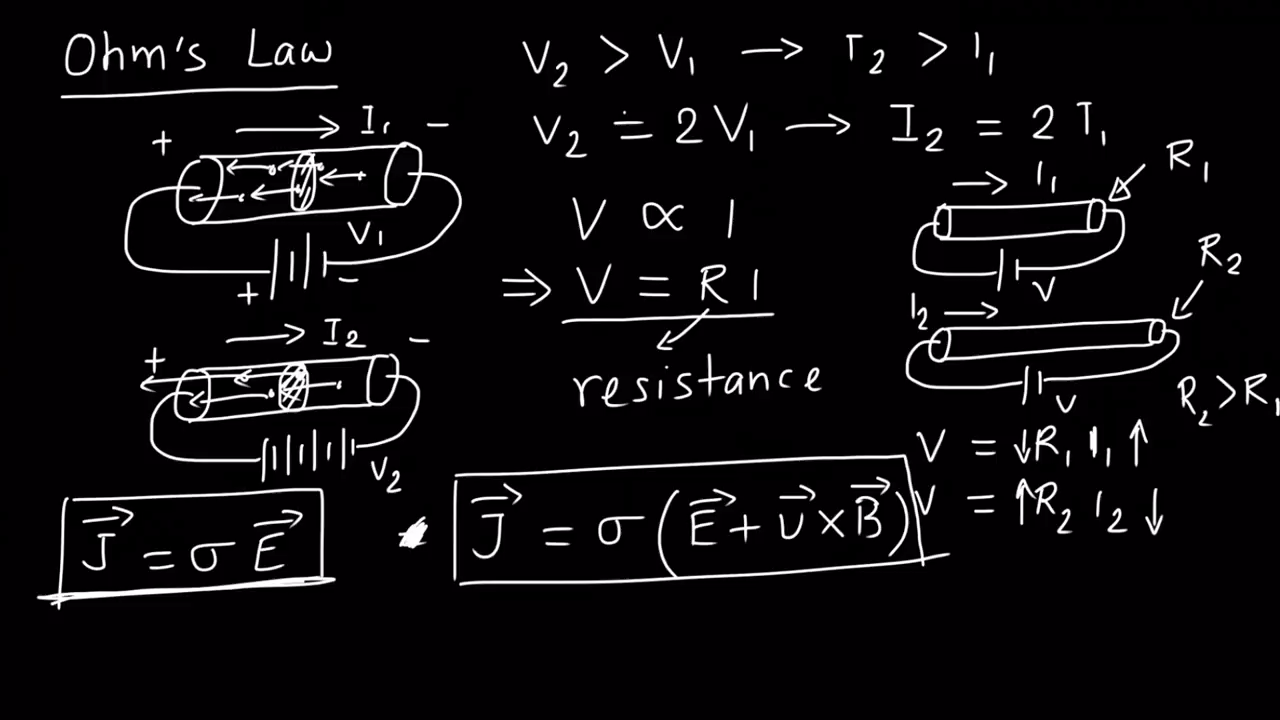 Ohm's Law
V₂ > V₁ → I₂ > I₁
V₂ = 2V₁ → I₂ = 2I₁
V ∝ I
⇒ V = R I
resistance
+ → I₁ −
V₁
+ −
+ → I₂ −
V₂
→ I₁ R₁
V
I₂ → R₂
V
R₂ > R₁
V = ↓R₁ I₁ ↑
V = ↑R₂ I₂ ↓
J⃗ = σ E⃗
J⃗ = σ (E⃗ + υ⃗ × B⃗)